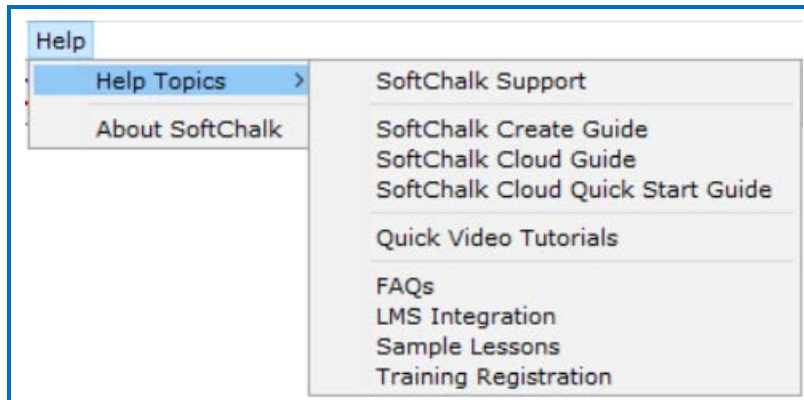 Help
Help Topics >
About SoftChalk
SoftChalk Support
SoftChalk Create Guide
SoftChalk Cloud Guide
SoftChalk Cloud Quick Start Guide
Quick Video Tutorials
FAQs
LMS Integration
Sample Lessons
Training Registration